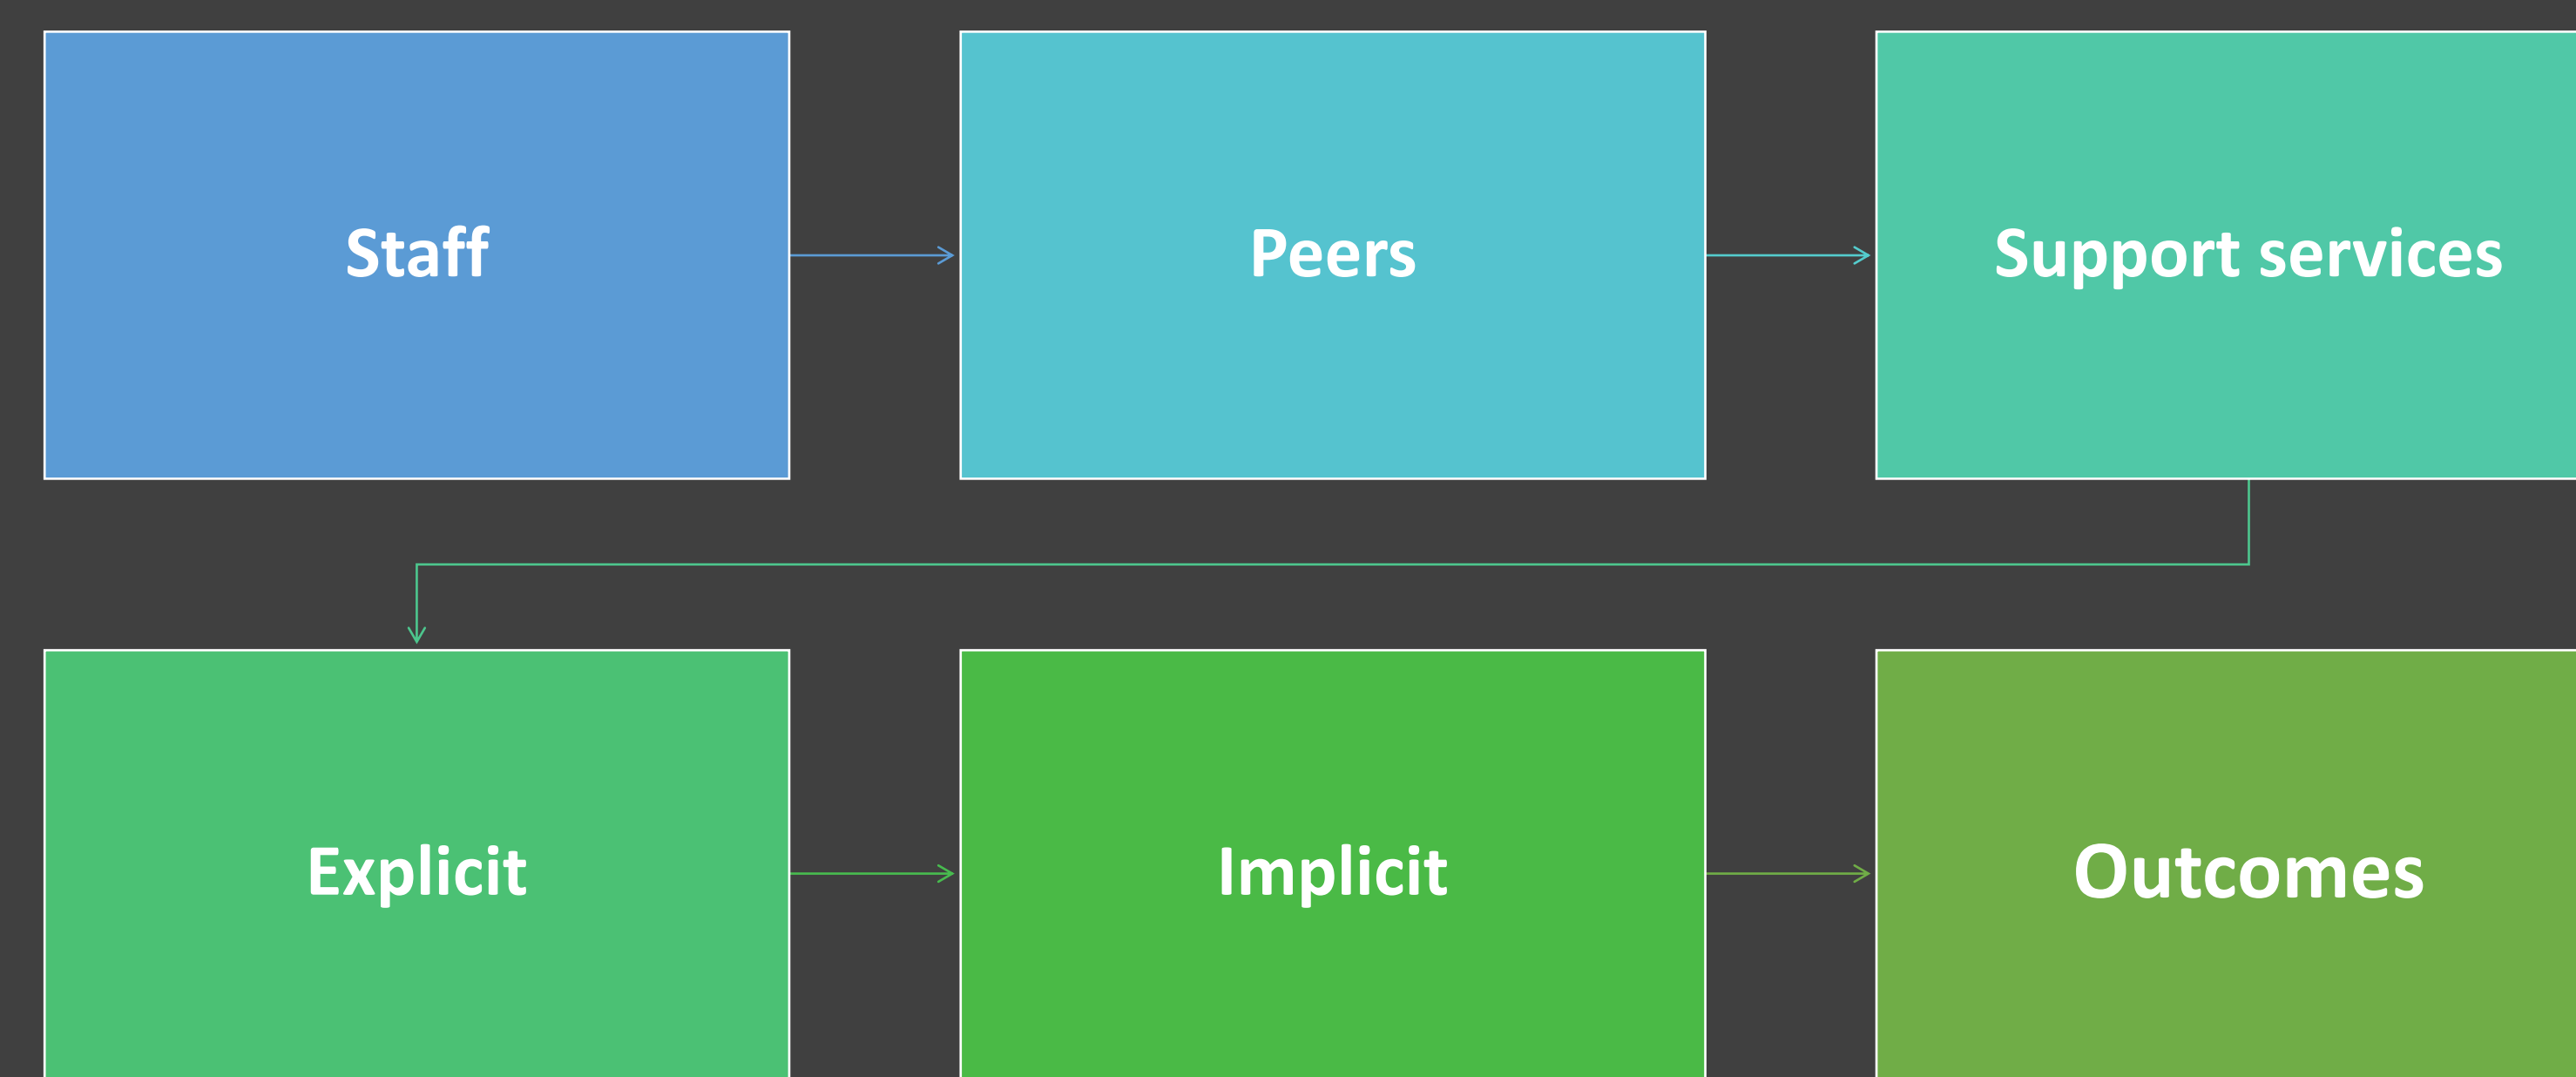 Staff
Peers
Support services
Explicit
Implicit
Outcomes